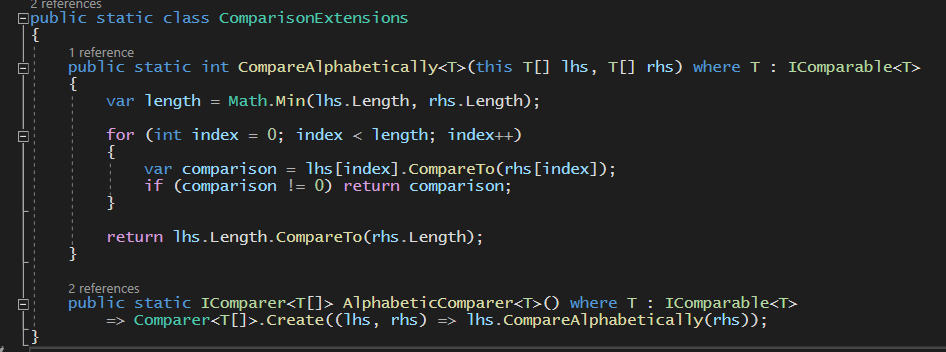 2 references
public static class ComparisonExtensions
{
1 reference
public static int CompareAlphabetically<T>(this T[] lhs, T[] rhs) where T : IComparable<T>
{
var length = Math.Min(lhs.Length, rhs.Length);
for (int index = 0; index < length; index++)
{
var comparison = lhs[index].CompareTo(rhs[index]);
if (comparison != 0) return comparison;
}
return lhs.Length.CompareTo(rhs.Length);
}
2 references
public static IComparer<T[]> AlphabeticComparer<T>() where T : IComparable<T>
=> Comparer<T[]>.Create((lhs, rhs) => lhs.CompareAlphabetically(rhs));
}